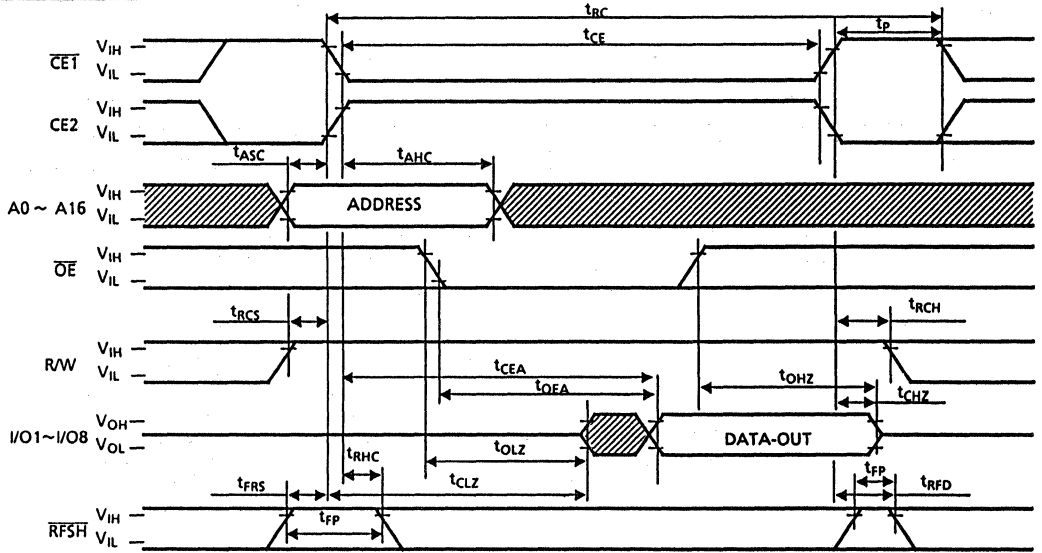 tRC
tCE
tP
CE1
VIH
VIL
CE2
VIH
VIL
tASC
tAHC
A0 ~ A16
VIH
VIL
ADDRESS
OE
VIH
VIL
tRCS
tRCH
R/W
VIH
VIL
tCEA
tOEA
tOHZ
tCHZ
I/O1~I/O8
VOH
VOL
DATA-OUT
tOLZ
tRHC
tCLZ
tFRS
tFP
tFP
tRFD
RFSH
VIH
VIL